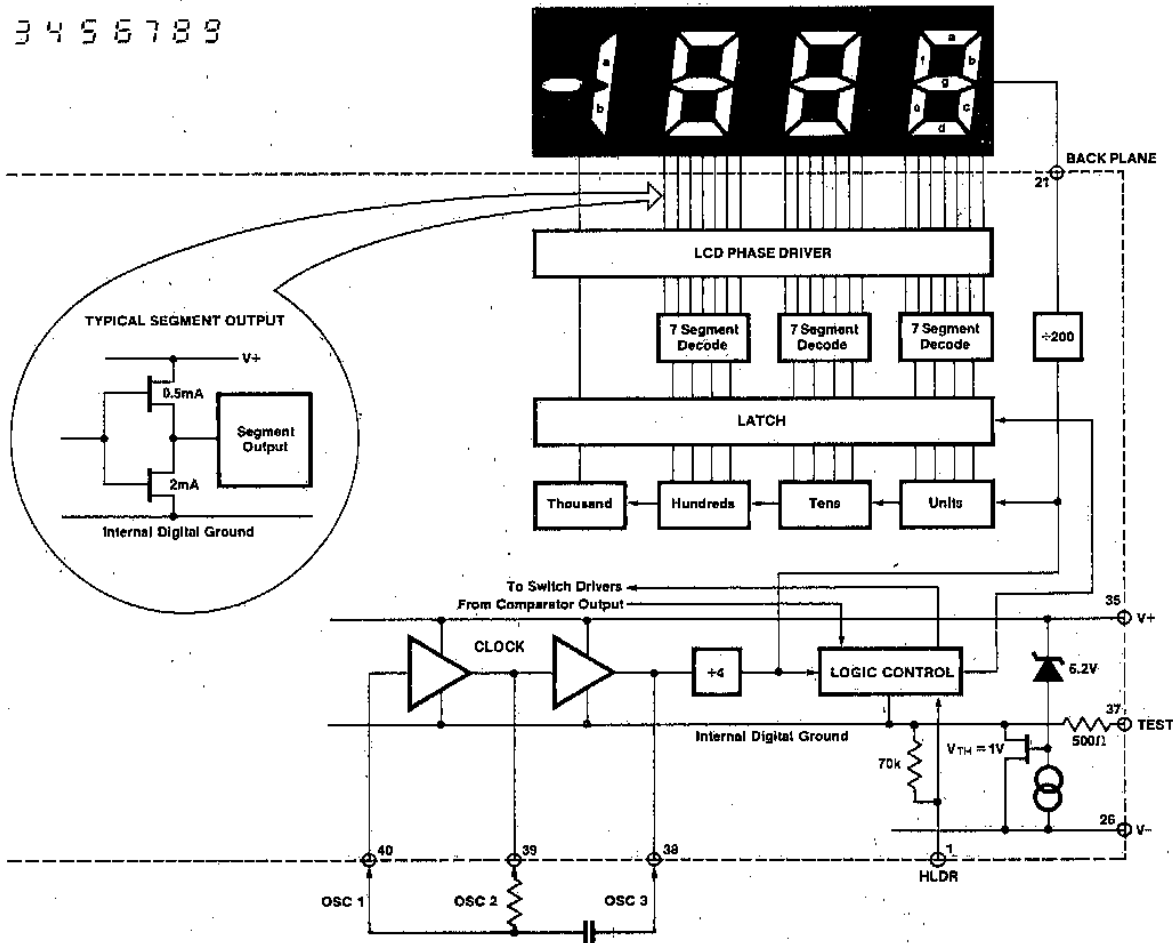 3 4 5 6 7 8 9
a
b
a
f
b
g
e
c
d
BACK PLANE
21
LCD PHASE DRIVER
TYPICAL SEGMENT OUTPUT
7 Segment
Decode
7 Segment
Decode
7 Segment
Decode
÷200
V+
0.5mA
Segment
Output
2mA
Internal Digital Ground
LATCH
Thousand
Hundreds
Tens
Units
To Switch Drivers
From Comparator Output
35
V+
CLOCK
÷4
LOGIC CONTROL
6.2V
37
TEST
Internal Digital Ground
500Ω
70k
VTH = 1V
26
V–
40
39
38
1
HLDR
OSC 1
OSC 2
OSC 3